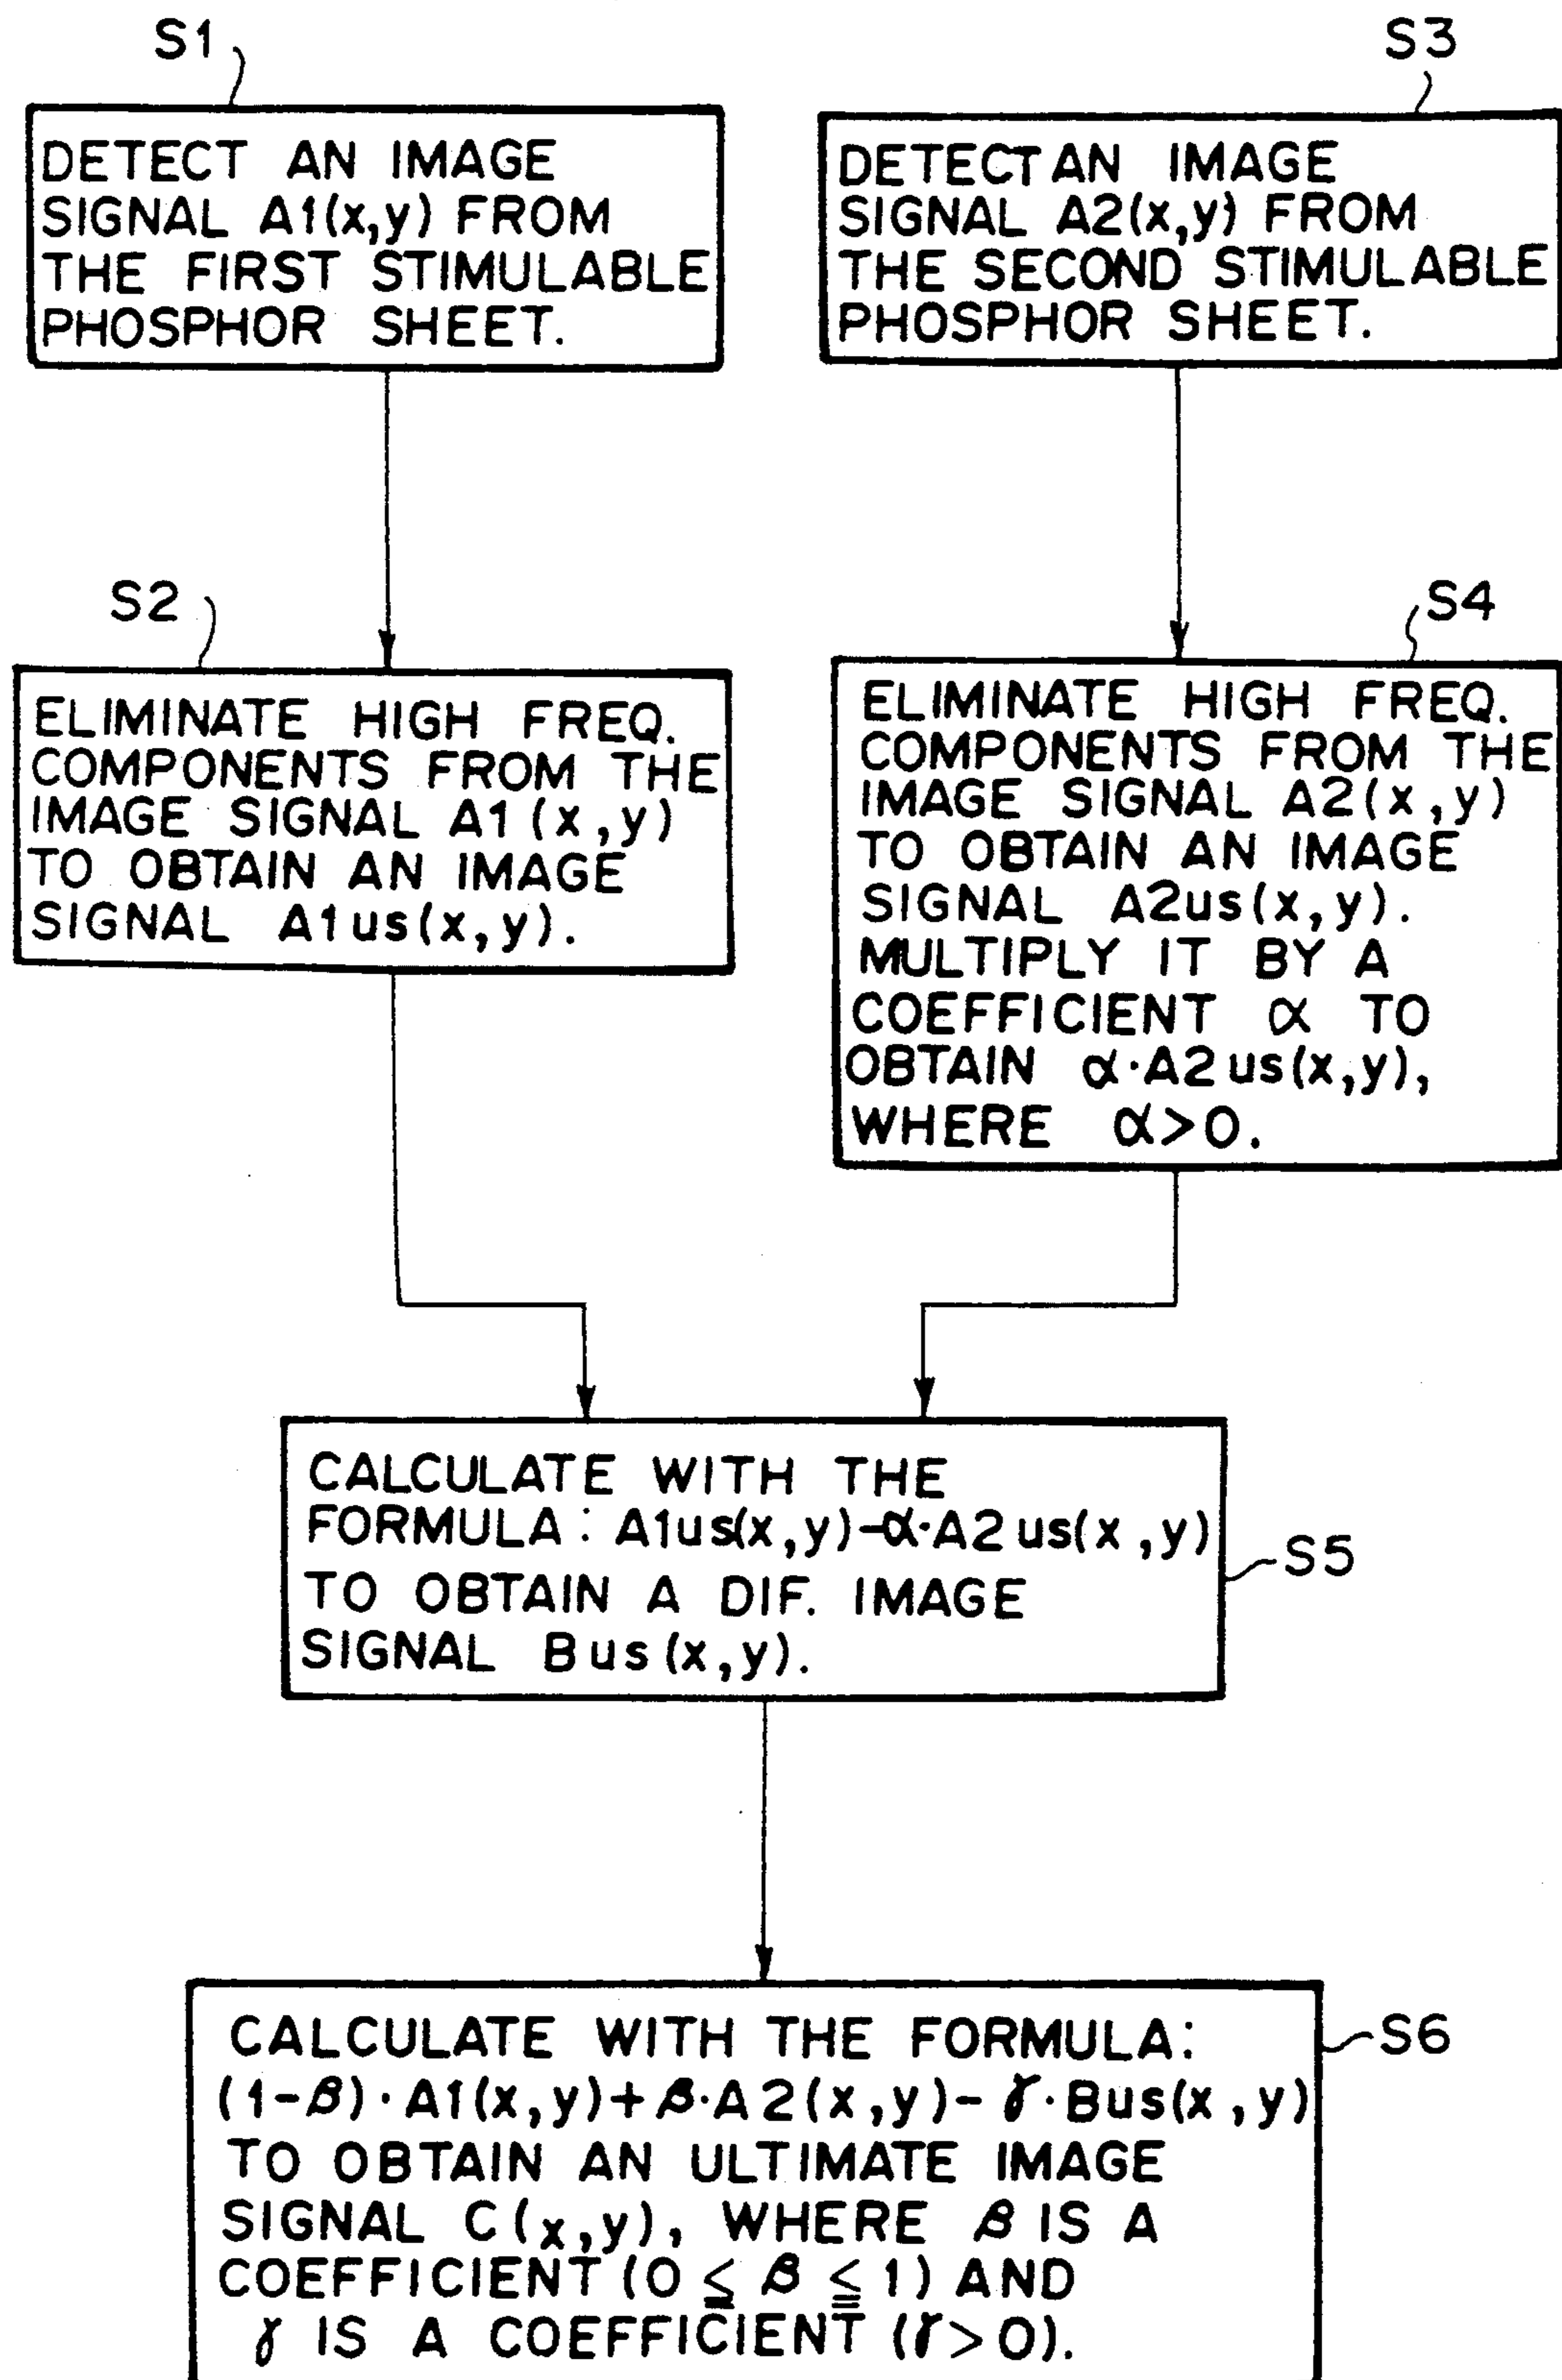 S1
DETECT AN IMAGE
SIGNAL A1(x,y) FROM
THE FIRST STIMULABLE
PHOSPHOR SHEET.
S3
DETECT AN IMAGE
SIGNAL A2(x,y) FROM
THE SECOND STIMULABLE
PHOSPHOR SHEET.
S2
ELIMINATE HIGH FREQ.
COMPONENTS FROM THE
IMAGE SIGNAL A1(x,y)
TO OBTAIN AN IMAGE
SIGNAL A1us(x,y).
S4
ELIMINATE HIGH FREQ.
COMPONENTS FROM THE
IMAGE SIGNAL A2(x,y)
TO OBTAIN AN IMAGE
SIGNAL A2us(x,y).
MULTIPLY IT BY A
COEFFICIENT α TO
OBTAIN α·A2us(x,y),
WHERE α>0.
CALCULATE WITH THE
FORMULA: A1us(x,y)-α·A2us(x,y)
TO OBTAIN A DIF. IMAGE
SIGNAL Bus(x,y).
S5
CALCULATE WITH THE FORMULA:
(1-β)·A1(x,y)+β·A2(x,y)-γ·Bus(x,y)
TO OBTAIN AN ULTIMATE IMAGE
SIGNAL C(x,y), WHERE β IS A
COEFFICIENT (0 ≦ β ≦ 1) AND
γ IS A COEFFICIENT (γ>0).
S6